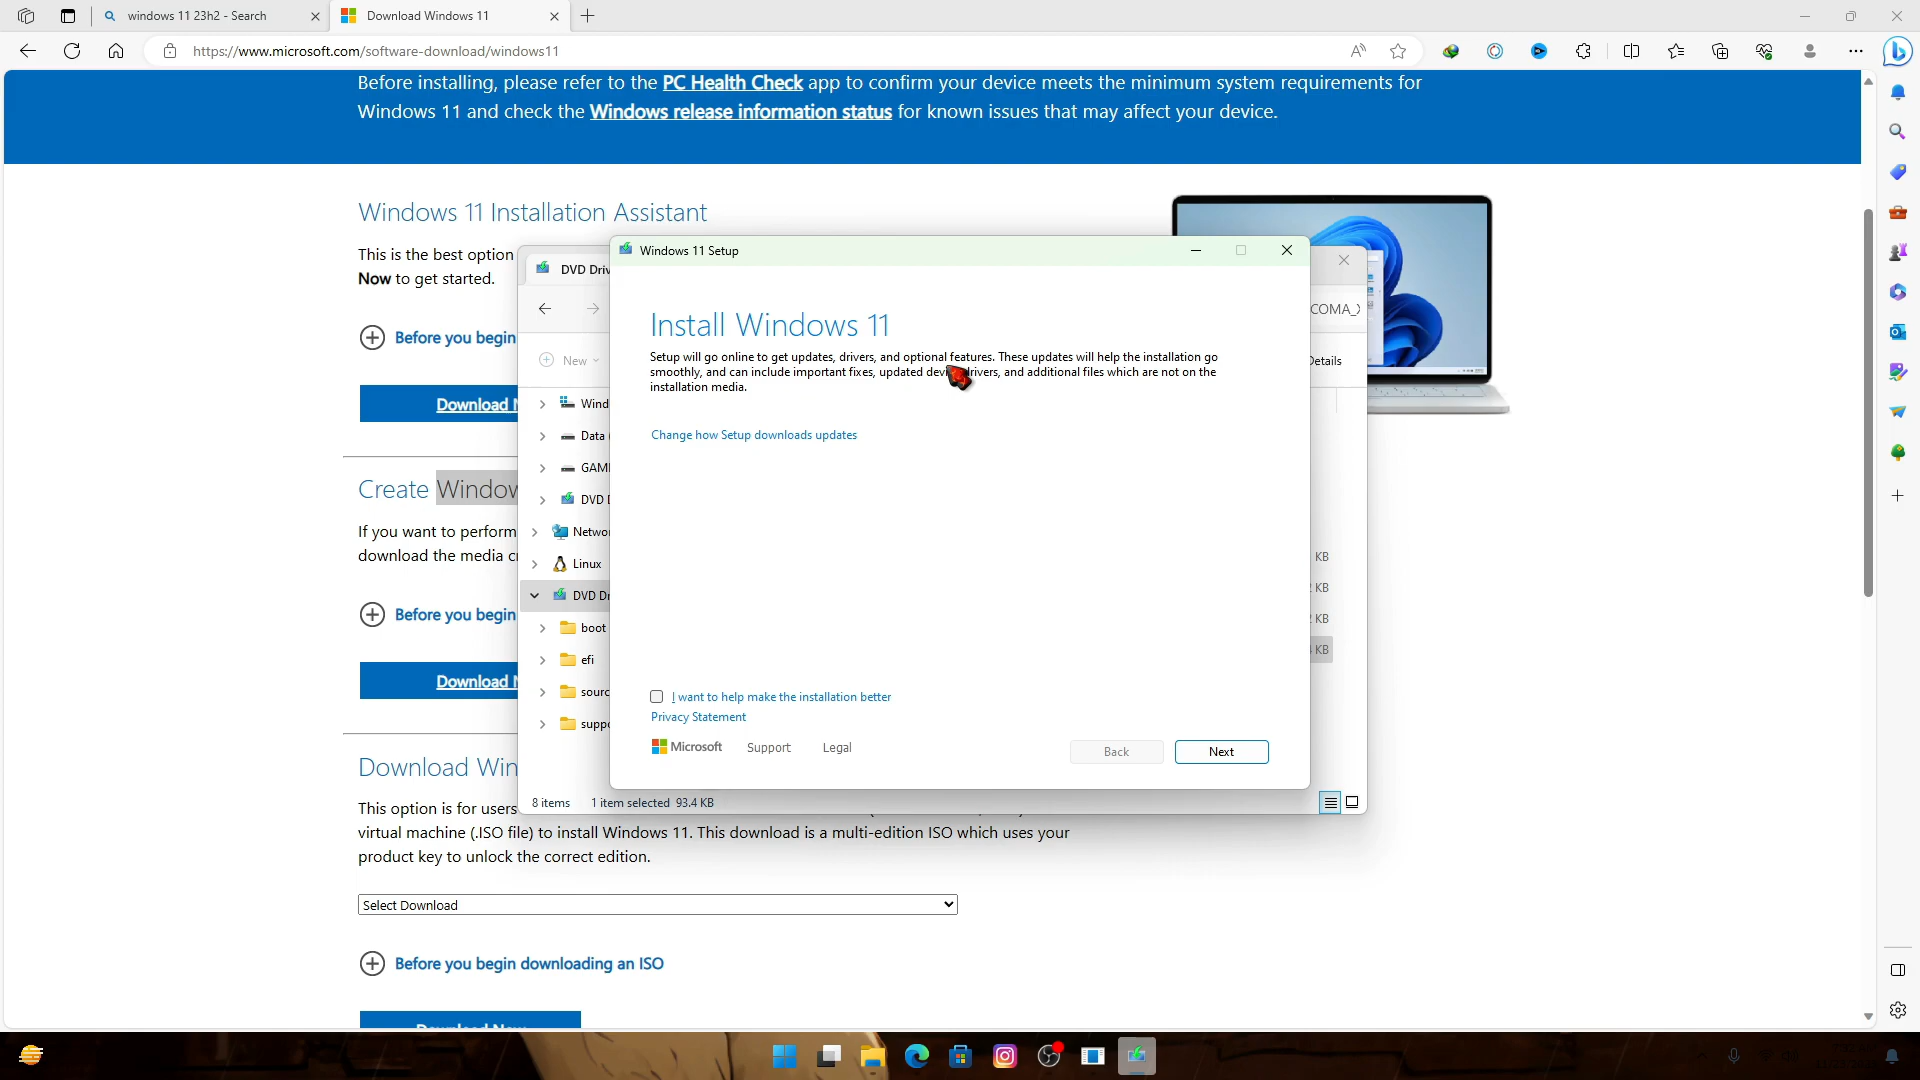 windows 11 23h2 - Search
Download Windows 11
https://www.microsoft.com/software-download/windows11
Before installing, please refer to the PC Health Check app to confirm your device meets the minimum system requirements for
Windows 11 and check the Windows release information status for known issues that may affect your device.
Windows 11 Installation Assistant
This is the best option
Now to get started.
Before you begin
Download N
Create Window
If you want to perform
download the media c
Before you begin
Download N
Download Win
This option is for users
virtual machine (.ISO file) to install Windows 11. This download is a multi-edition ISO which uses your
product key to unlock the correct edition.
Select Download
Before you begin downloading an ISO
Download Now
DVD Driv
COMA_X
New
Details
Wind
Data
GAM
DVD D
Networ
Linux
DVD Dr
boot
efi
sourc
suppo
KB
KB
KB
KB
8 items
1 item selected 93.4 KB
Windows 11 Setup
Install Windows 11
Setup will go online to get updates, drivers, and optional features. These updates will help the installation go
smoothly, and can include important fixes, updated devi drivers, and additional files which are not on the
installation media.
Change how Setup downloads updates
I want to help make the installation better
Privacy Statement
Microsoft
Support
Legal
Back
Next